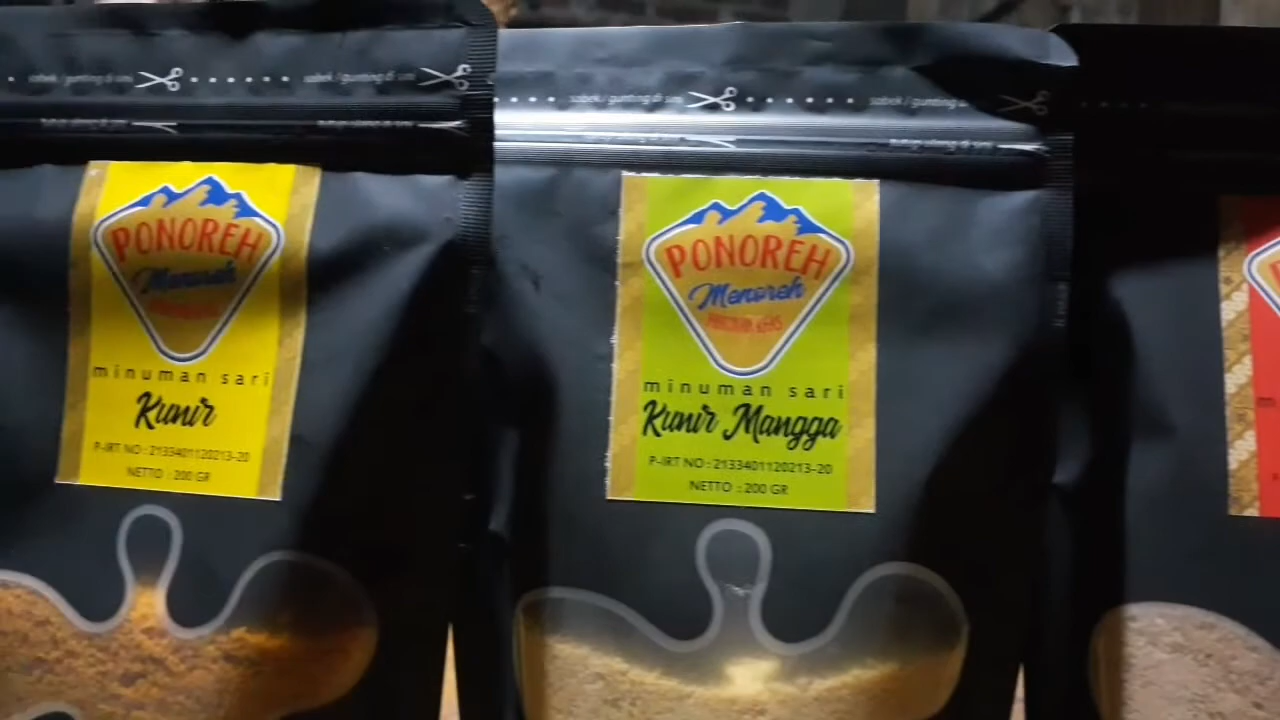 sobek / gunting di sini
sobek / gunting di sini
PONOREH
Menoreh
minuman sari
Kunir
P-IRT NO : 2133401120213-20
NETTO : 200 GR
sobek / gunting di sini
sobek / gunting di
PONOREH
Menoreh
minuman sari
Kunir Mangga
P-IRT NO : 2133401120213-20
NETTO : 200 GR